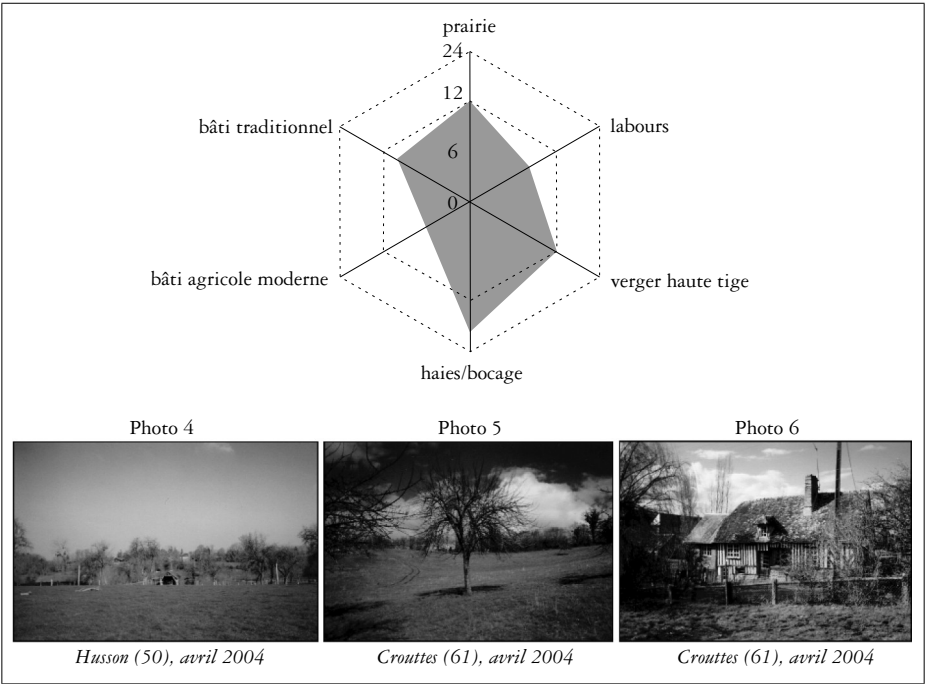 prairie
24
12
bâti traditionnel
labours
6
0
bâti agricole moderne
verger haute tige
haies/bocage
Photo 4
Photo 5
Photo 6
Husson (50), avril 2004
Crouttes (61), avril 2004
Crouttes (61), avril 2004